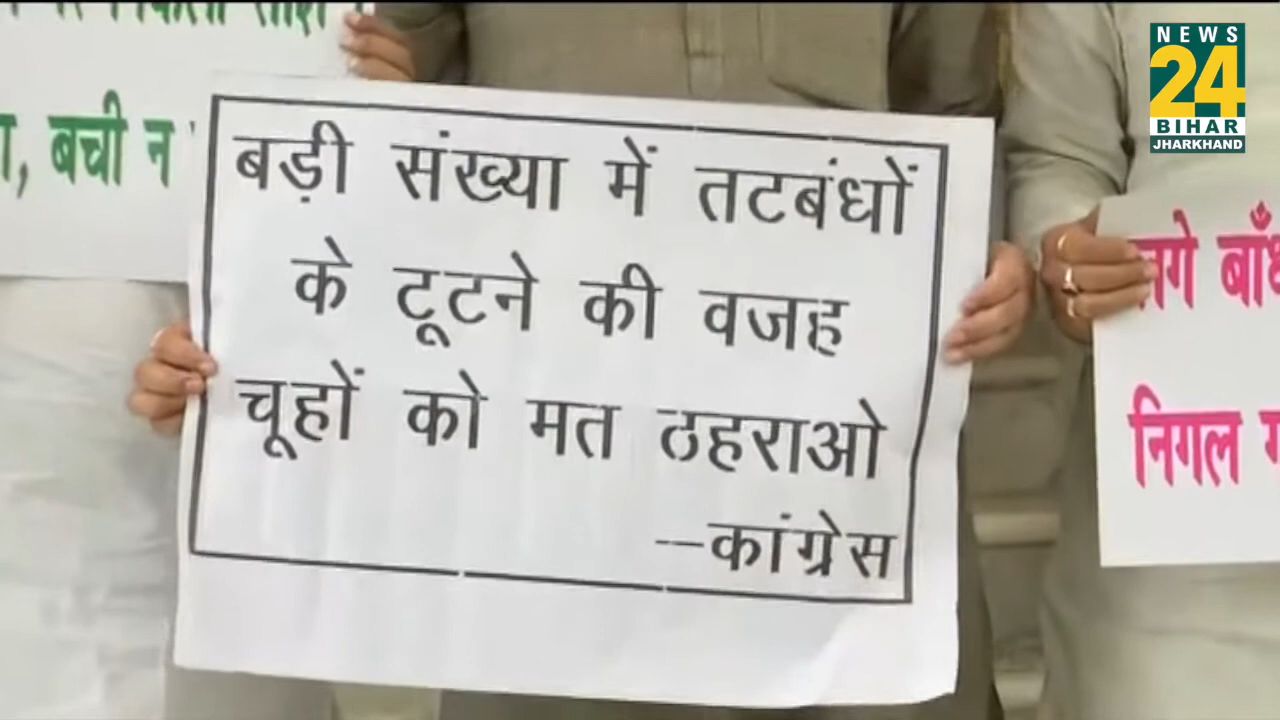 , बची न
बड़ी संख्या में तटबंधों
के टूटने की वजह
चूहों को मत ठहराओ
—कांग्रेस
निगल
NEWS
24
BIHAR
JHARKHAND